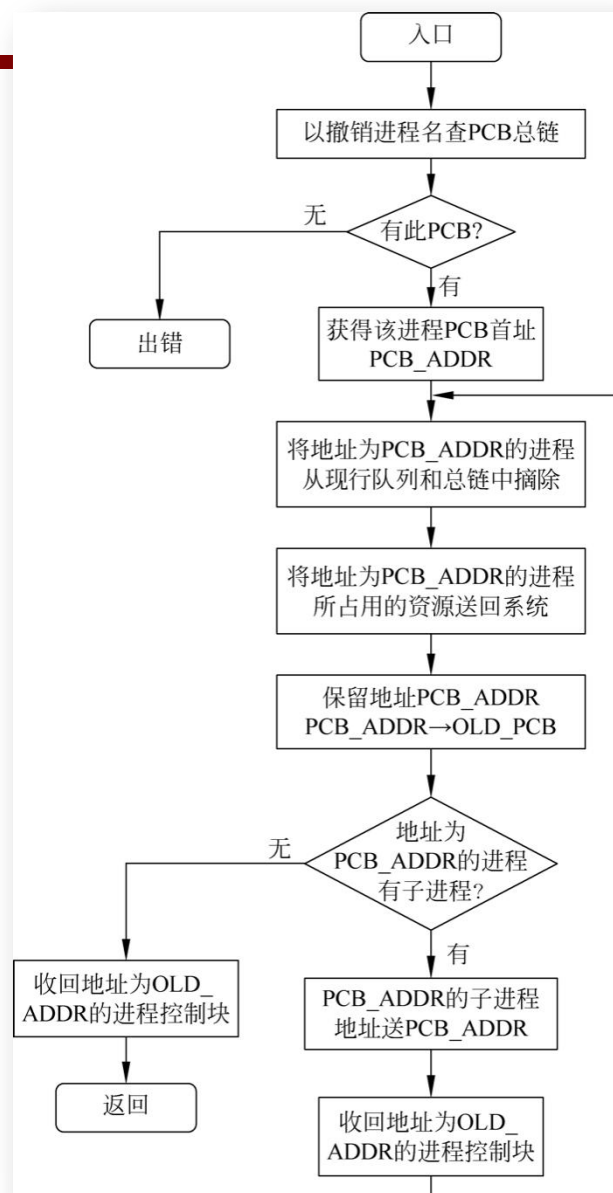 入口
以撤销进程名查PCB总链
无
有此PCB?
有
出错
获得该进程PCB首址
PCB_ADDR
将地址为PCB_ADDR的进程
从现行队列和总链中摘除
将地址为PCB_ADDR的进程
所占用的资源送回系统
保留地址PCB_ADDR
PCB_ADDR→OLD_PCB
地址为
PCB_ADDR的进程
有子进程?
无
有
收回地址为OLD_
ADDR的进程控制块
PCB_ADDR的子进程
地址送PCB_ADDR
返回
收回地址为OLD_
ADDR的进程控制块